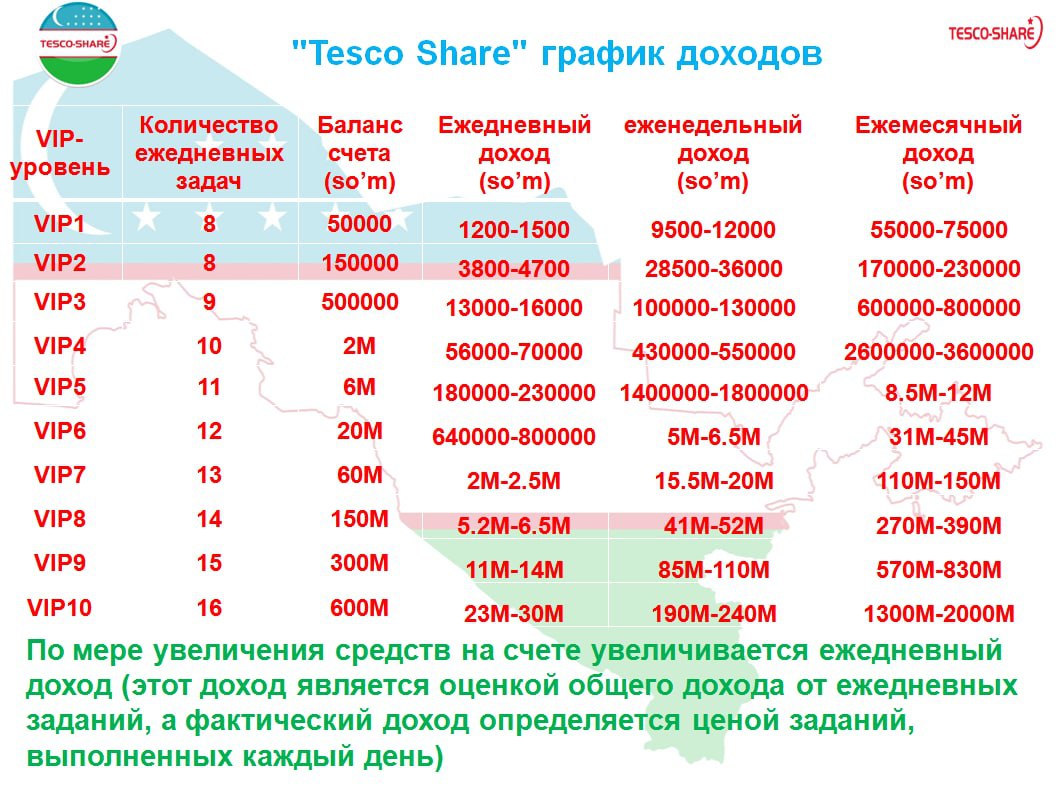 TESCO-SHARE
TESCO-SHARE
"Tesco Share" график доходов
VIP-уровень Количество ежедневных задач Баланс счета (so'm) Ежедневный доход (so'm) еженедельный доход (so'm) Ежемесячный доход (so'm)
VIP1 8 50000 1200-1500 9500-12000 55000-75000
VIP2 8 150000 3800-4700 28500-36000 170000-230000
VIP3 9 500000 13000-16000 100000-130000 600000-800000
VIP4 10 2M 56000-70000 430000-550000 2600000-3600000
VIP5 11 6M 180000-230000 1400000-1800000 8.5M-12M
VIP6 12 20M 640000-800000 5M-6.5M 31M-45M
VIP7 13 60M 2M-2.5M 15.5M-20M 110M-150M
VIP8 14 150M 5.2M-6.5M 41M-52M 270M-390M
VIP9 15 300M 11M-14M 85M-110M 570M-830M
VIP10 16 600M 23M-30M 190M-240M 1300M-2000M
По мере увеличения средств на счете увеличивается ежедневный
доход (этот доход является оценкой общего дохода от ежедневных
заданий, а фактический доход определяется ценой заданий,
выполненных каждый день)